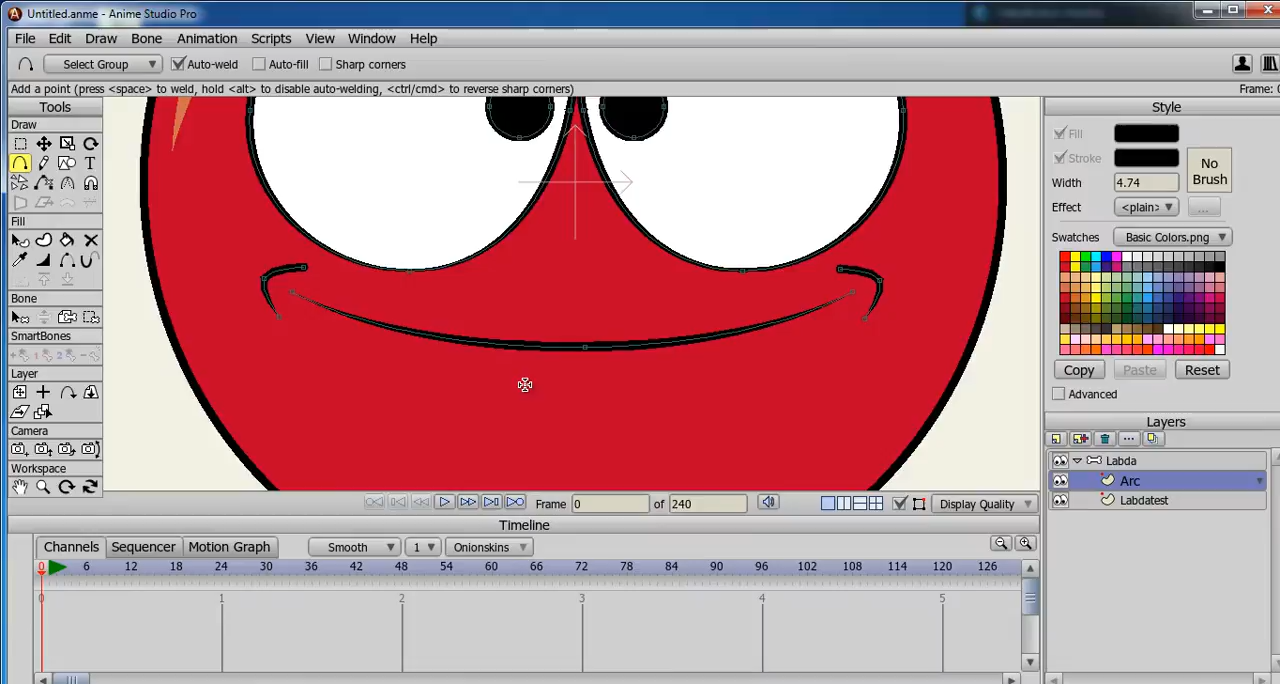 Untitled.anme - Anime Studio Pro
File Edit Draw Bone Animation Scripts View Window Help
Select Group Auto-weld Auto-fill Sharp corners
Add a point (press <space> to weld, hold <alt> to disable auto-welding, <ctrl/cmd> to reverse sharp corners) Frame: 0
Tools
Draw
T
Fill
Bone
SmartBones
Layer
Camera
Workspace
Style
Fill
Stroke
No Brush
Width 4.74
Effect <plain> ...
Swatches Basic Colors.png
Copy Paste Reset
Advanced
Layers
Labda
Arc
Labdatest
Frame 0 of 240 Display Quality
Timeline
Channels Sequencer Motion Graph Smooth 1 Onionskins
0 6 12 18 24 30 36 42 48 54 60 66 72 78 84 90 96 102 108 114 120 126
0 1 2 3 4 5